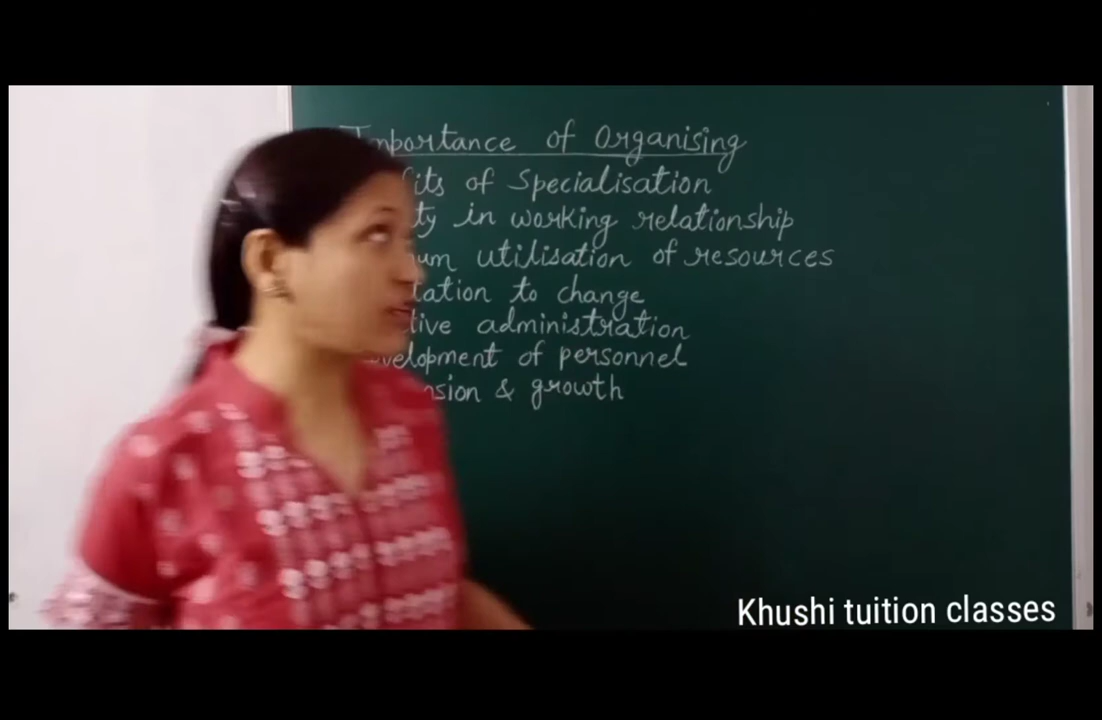 Importance of Organising
of Specialisation
in working relationship
utilisation of resources
to change
administration
of personnel
& growth
Khushi tuition classes